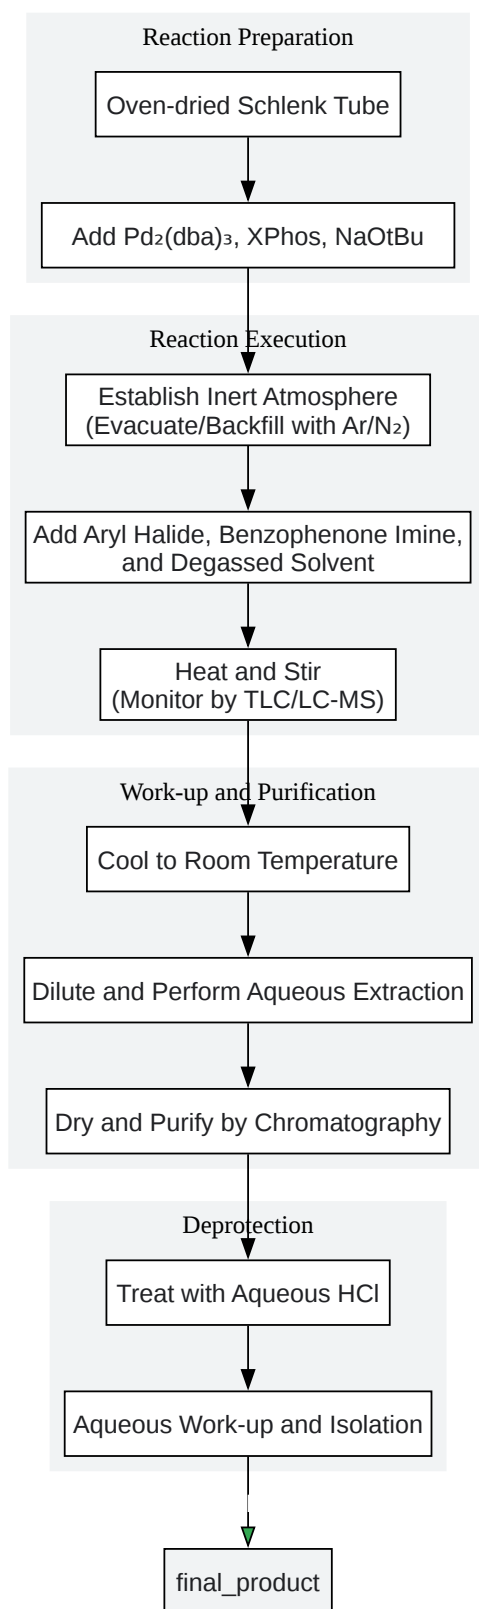 Reaction Preparation
Oven-dried Schlenk Tube
Add Pd₂(dba)₃, XPhos, NaOtBu
Reaction Execution
Establish Inert Atmosphere
(Evacuate/Backfill with Ar/N₂)
Add Aryl Halide, Benzophenone Imine,
and Degassed Solvent
Heat and Stir
(Monitor by TLC/LC-MS)
Work-up and Purification
Cool to Room Temperature
Dilute and Perform Aqueous Extraction
Dry and Purify by Chromatography
Deprotection
Treat with Aqueous HCl
Aqueous Work-up and Isolation
final_product